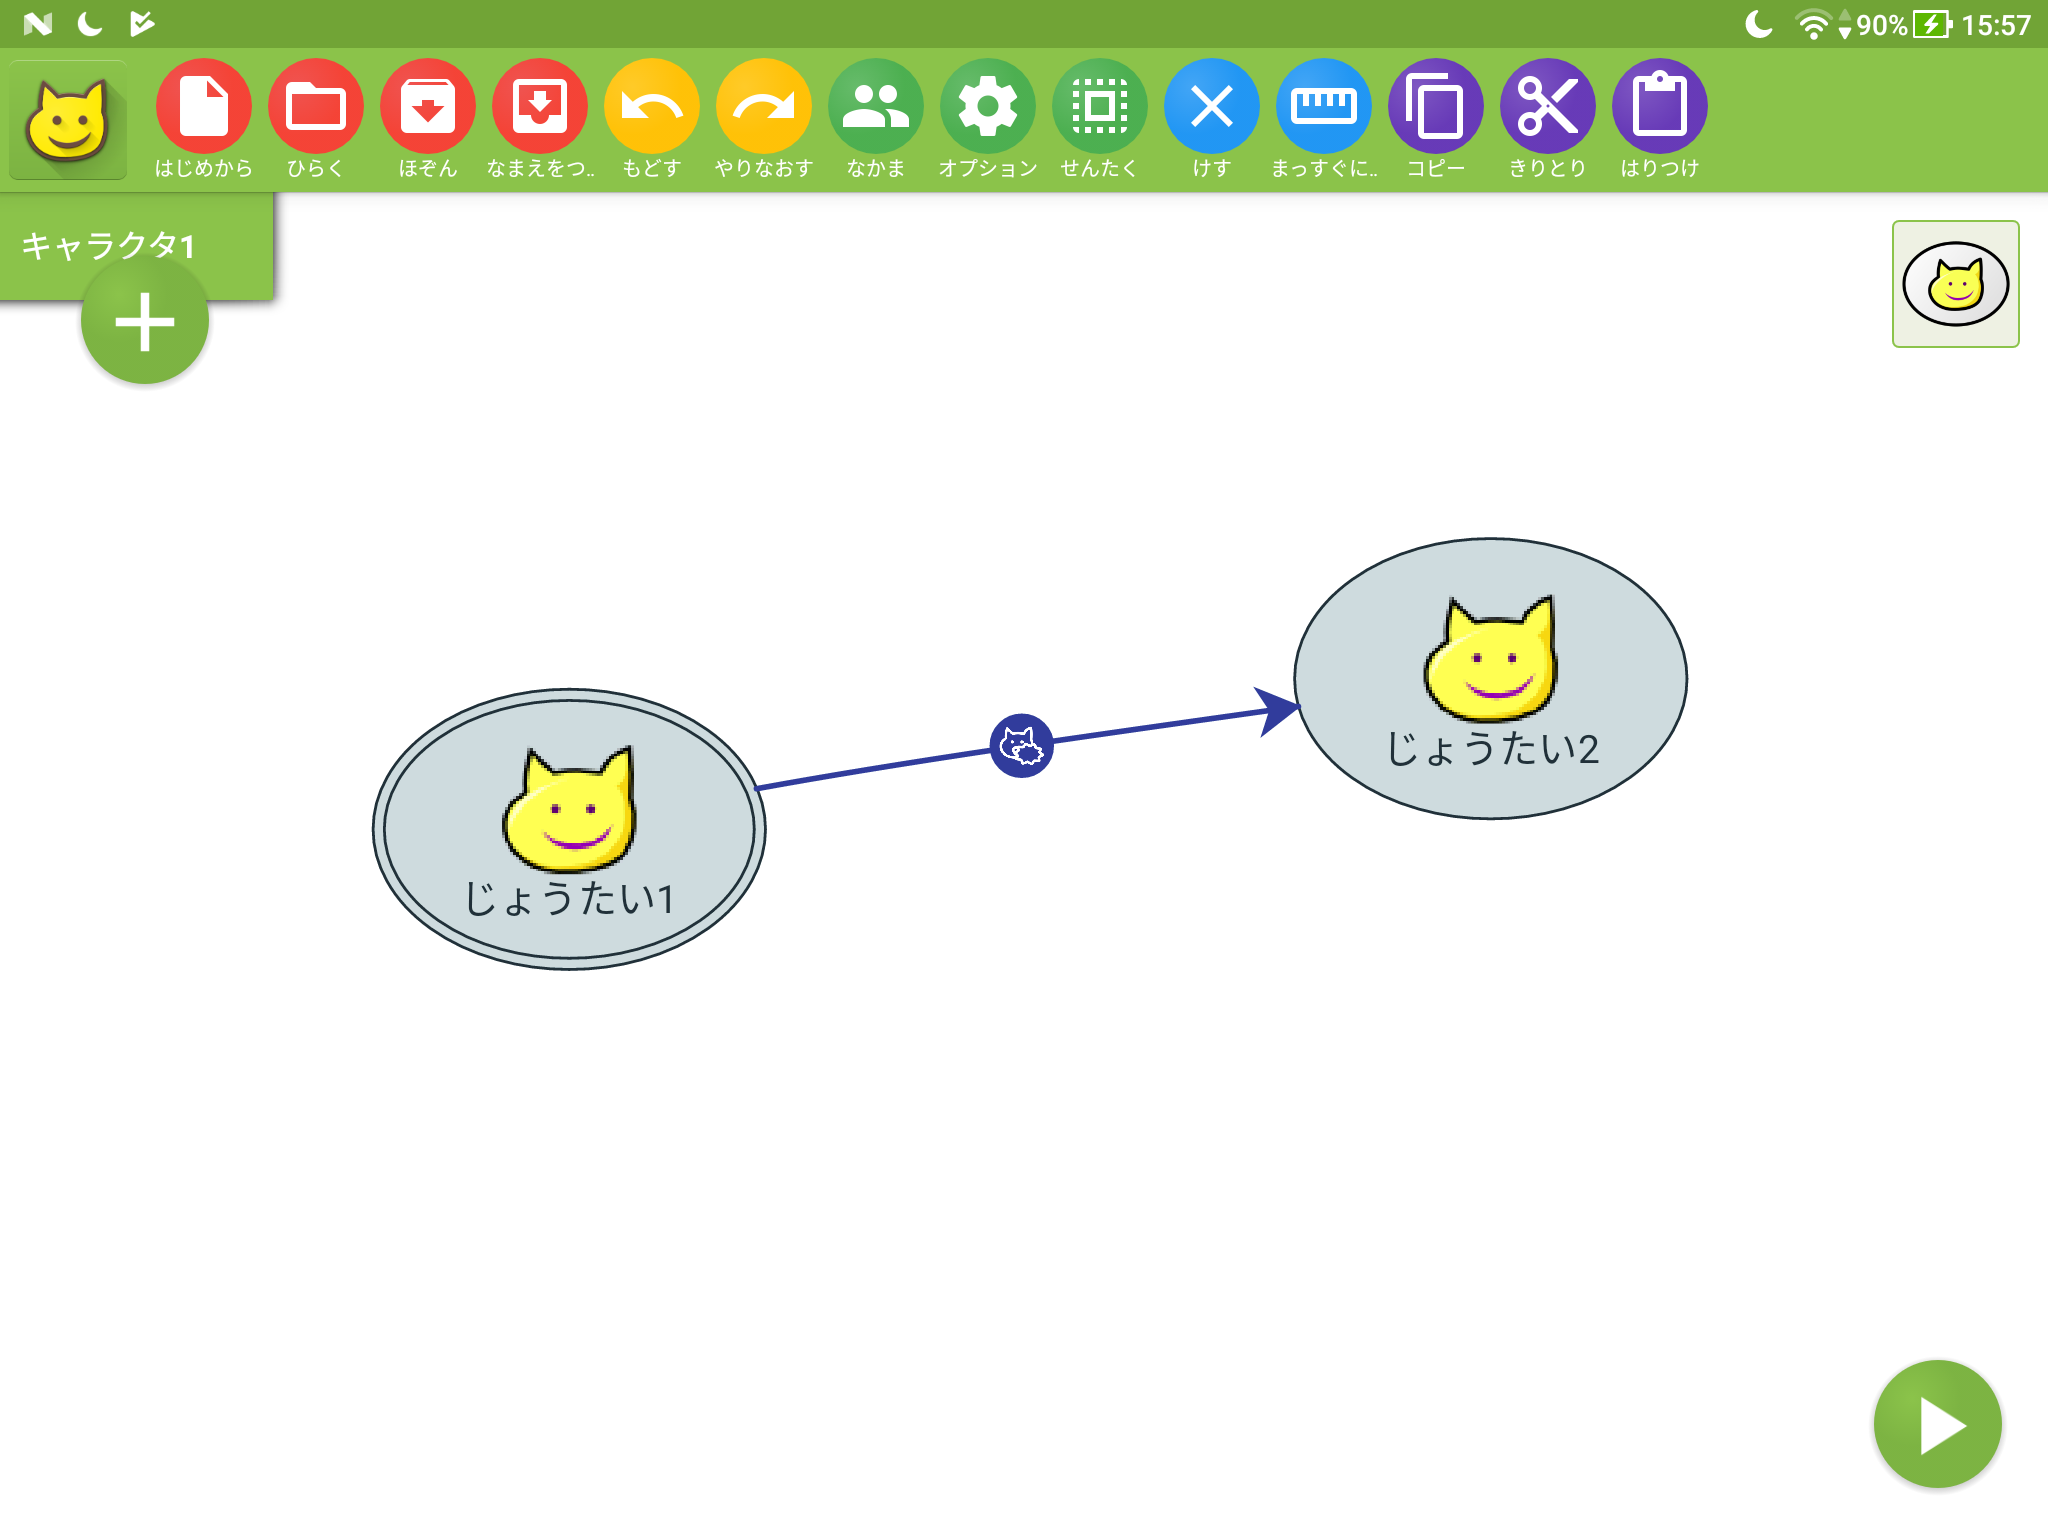 90% 15:57
はじめから ひらく ほぞん なまえをつ.. もどす やりなおす なかま オプション せんたく けす まっすぐに.. コピー きりとり はりつけ
キャラクタ1
じょうたい2
じょうたい1